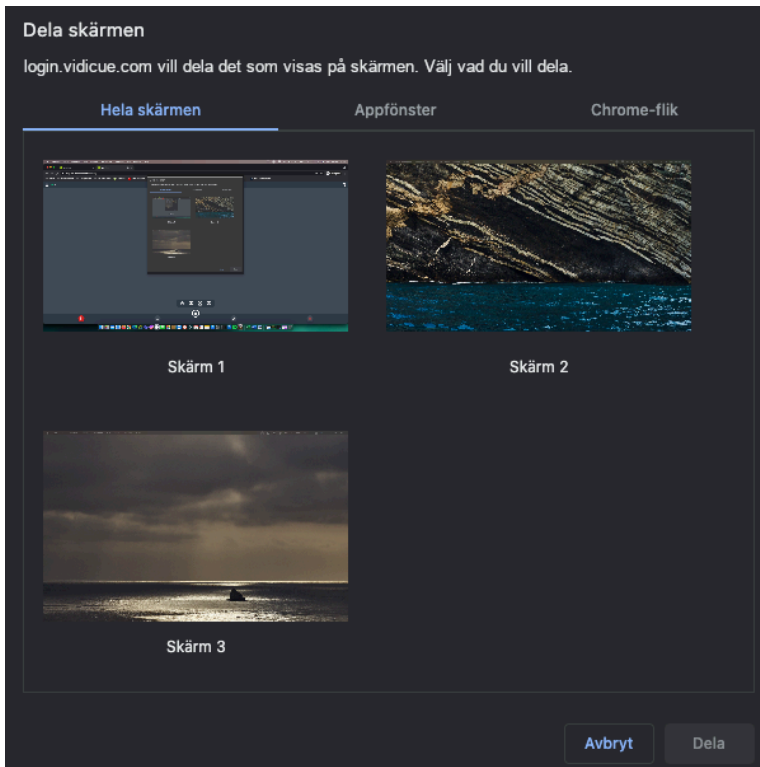 Dela skärmen
login.vidicue.com vill dela det som visas på skärmen. Välj vad du vill dela.
Hela skärmen Appfönster Chrome-flik
Skärm 1 Skärm 2
Skärm 3
Avbryt Dela